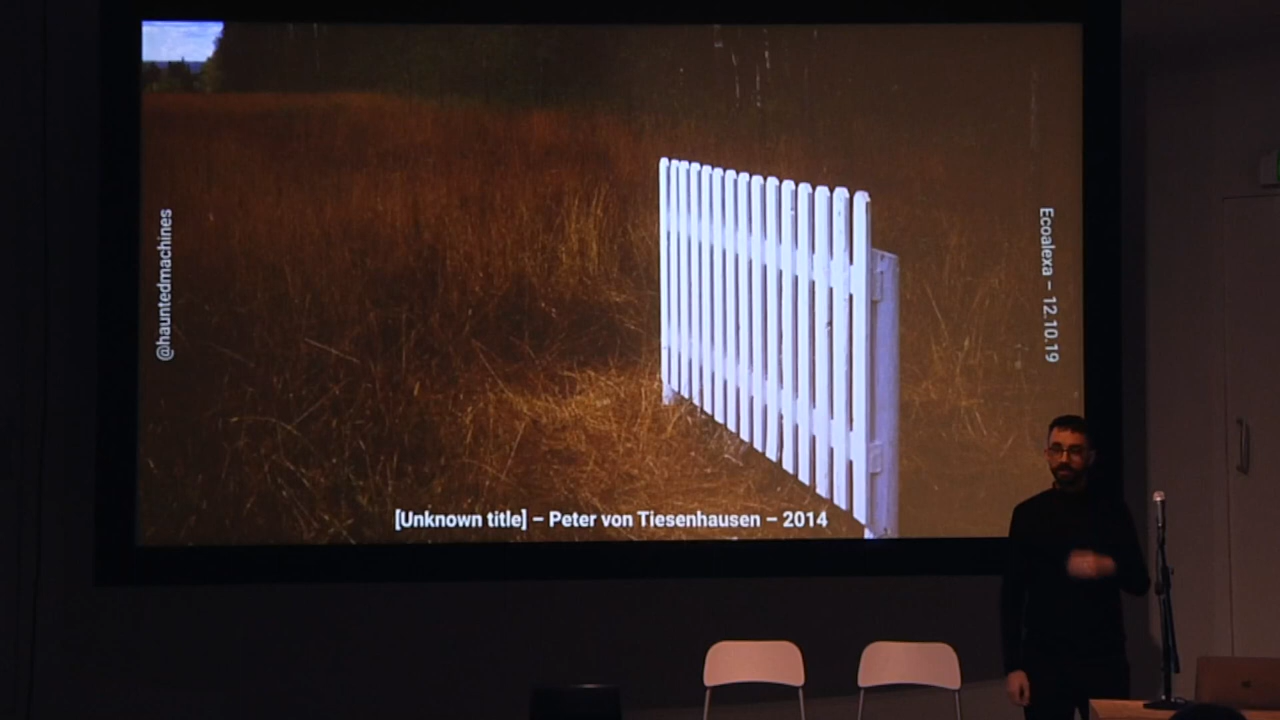 @hauntedmachines
Ecoalexa – 12.10.19
[Unknown title] – Peter von Tiesenhausen – 2014